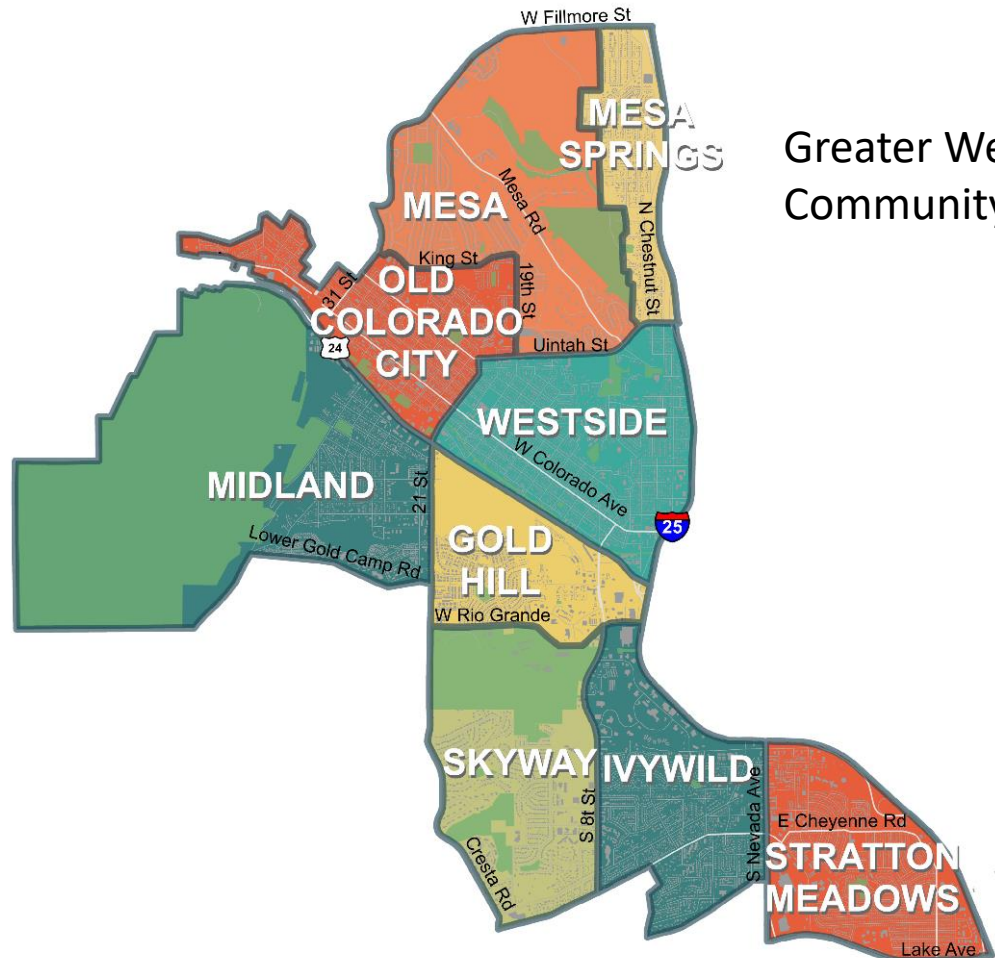 W Fillmore St
MESA
SPRINGS
Greater We
Community
Mesa Rd
MESA
N Chestnut St
King St
19th St
31 St
OLD
COLORADO
CITY
24
Uintah St
WESTSIDE
W Colorado Ave
MIDLAND
21 St
25
GOLD
HILL
Lower Gold Camp Rd
W Rio Grande
SKYWAY
IVYWILD
S 8t St
S Nevada Ave
E Cheyenne Rd
Cresta Rd
STRATTON
MEADOWS
Lake Ave